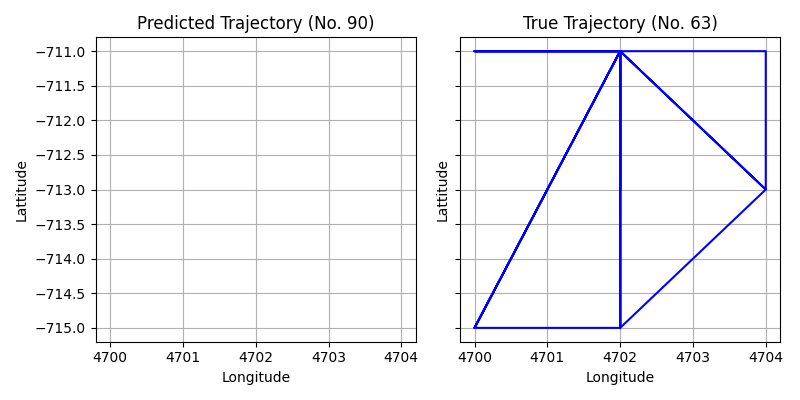 Predicted Trajectory (No. 90)
True Trajectory (No. 63)
−711.0
−711.5
−712.0
−712.5
−713.0
−713.5
−714.0
−714.5
−715.0
Lattitude
Lattitude
4700 4701 4702 4703 4704
4700 4701 4702 4703 4704
Longitude
Longitude